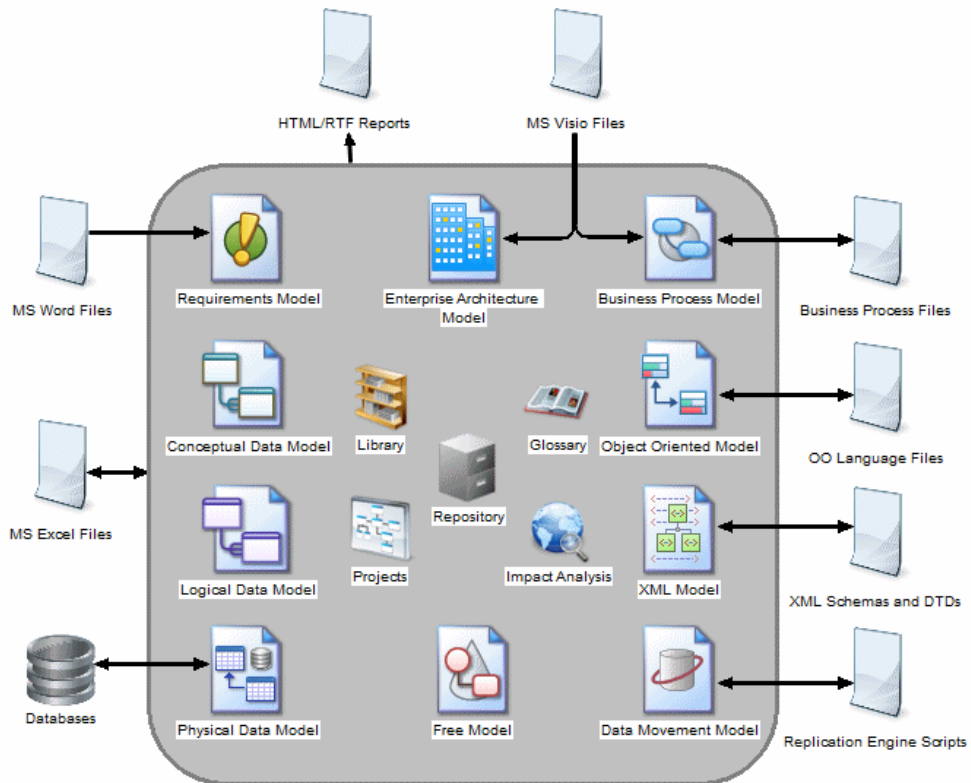 HTML/RTF Reports
MS Visio Files
MS Word Files
Requirements Model
Enterprise Architecture
Model
Business Process Model
Business Process Files
Conceptual Data Model
Library
Glossary
Object Oriented Model
OO Language Files
MS Excel Files
Repository
Logical Data Model
Projects
Impact Analysis
XML Model
XML Schemas and DTDs
Databases
Physical Data Model
Free Model
Data Movement Model
Replication Engine Scripts